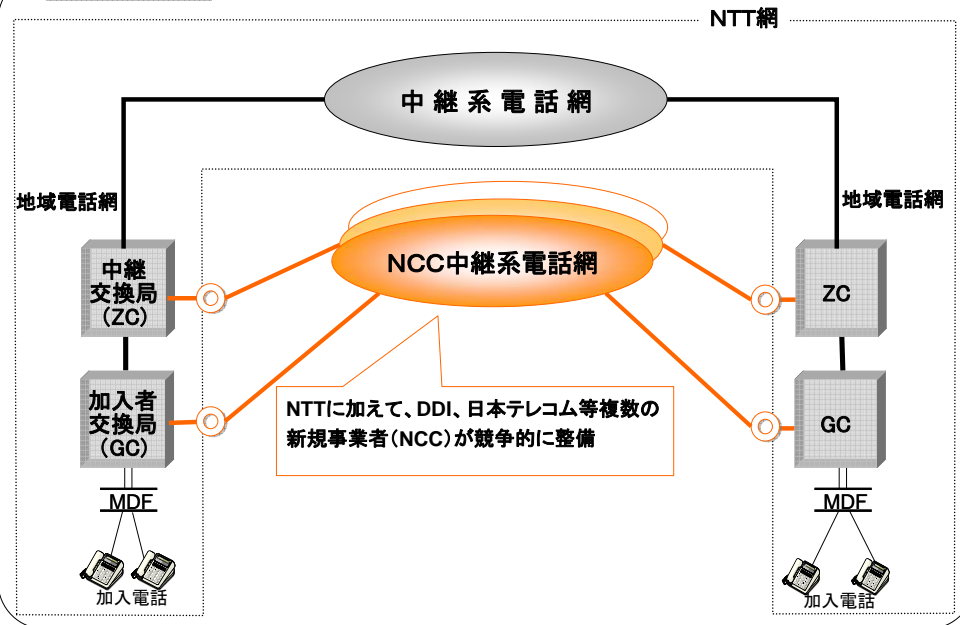 NTT網
中継系電話網
地域電話網
地域電話網
NCC中継系電話網
中継
交換局
(ZC)
ZC
NTTに加えて、DDI、日本テレコム等複数の
新規事業者(NCC)が競争的に整備
加入者
交換局
(GC)
GC
MDF
MDF
加入電話
加入電話